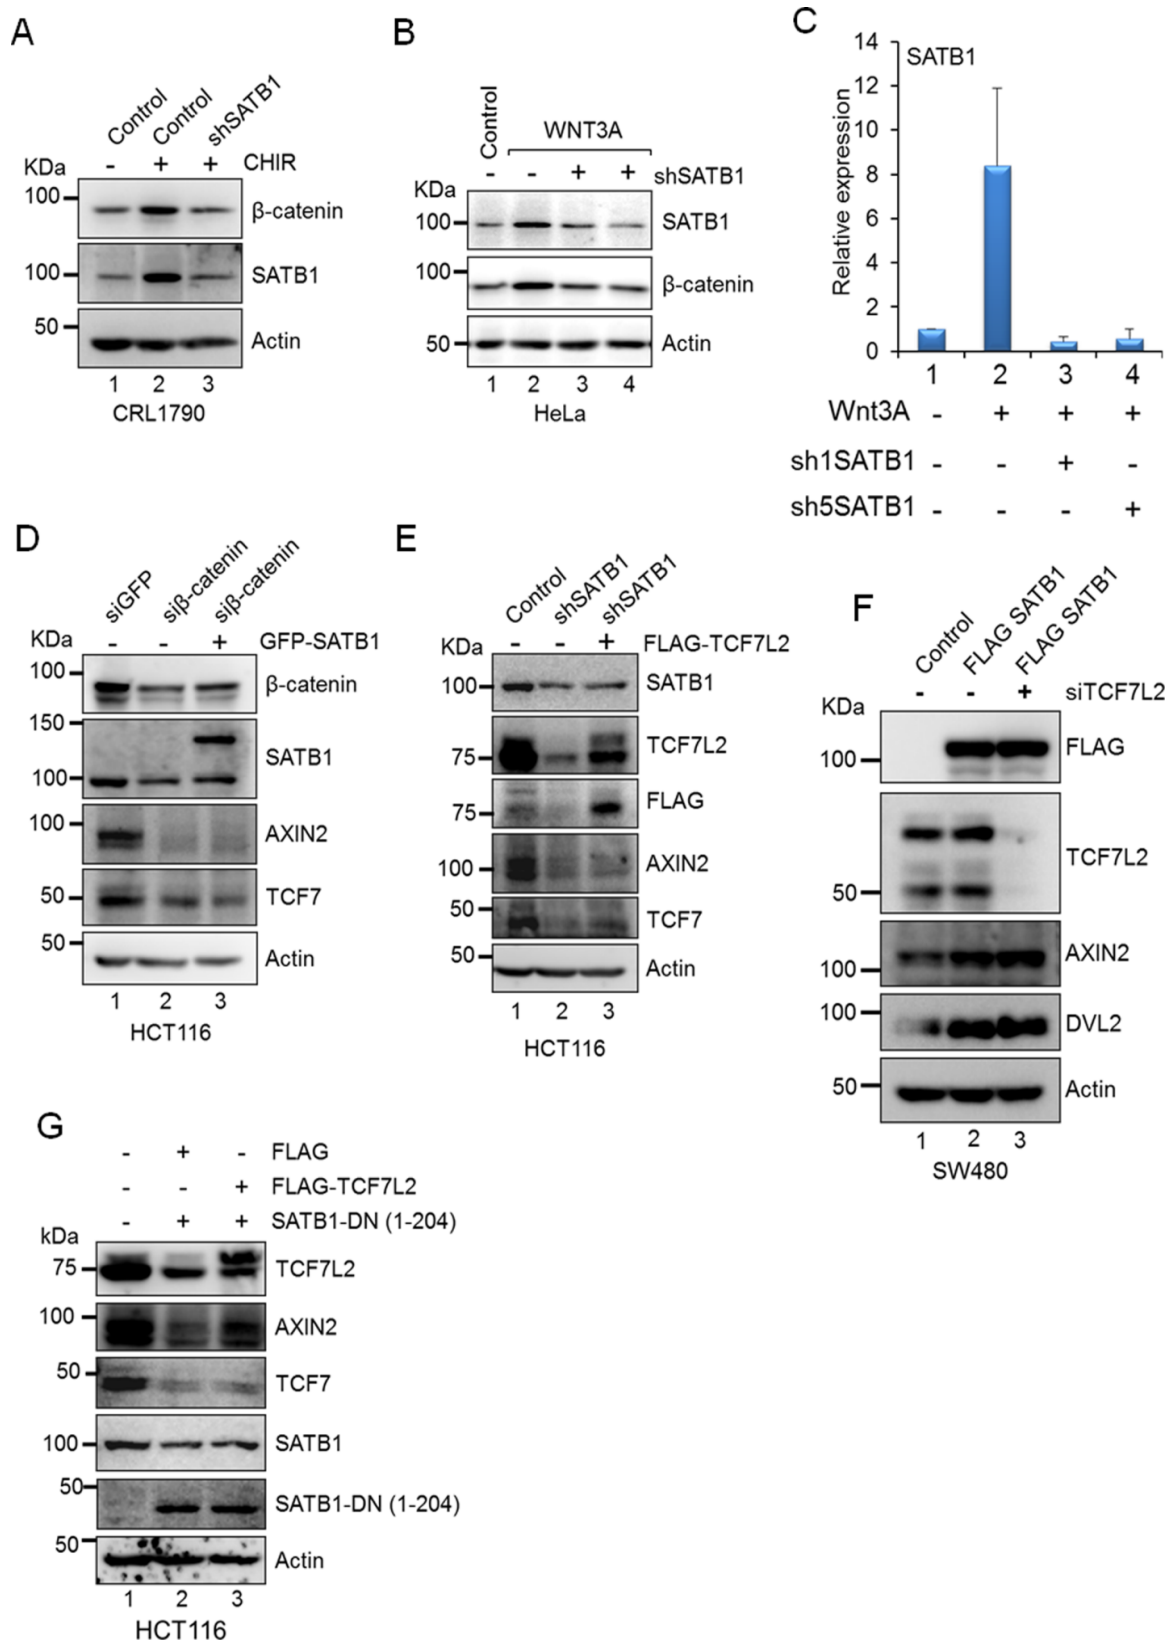 A
Control
Control
shSATB1
KDa
- + + CHIR
100
β-catenin
100
SATB1
50
Actin
1 2 3
CRL1790
B
Control
WNT3A
- - + + shSATB1
KDa
100
SATB1
100
β-catenin
50
Actin
1 2 3 4
HeLa
C
SATB1
Relative expression
14
12
10
8
6
4
2
0
1 2 3 4
Wnt3A - + + +
sh1SATB1 - - + -
sh5SATB1 - - - +
D
siGFP
siβ-catenin
siβ-catenin
KDa
- - + GFP-SATB1
100
β-catenin
150
SATB1
100
100
AXIN2
50
TCF7
50
Actin
1 2 3
HCT116
E
Control
shSATB1
shSATB1
KDa
- - + FLAG-TCF7L2
100
SATB1
75
TCF7L2
75
FLAG
100
AXIN2
50
TCF7
50
Actin
1 2 3
HCT116
F
Control
FLAG SATB1
FLAG SATB1
- - + siTCF7L2
KDa
100
FLAG
TCF7L2
50
AXIN2
100
100
DVL2
50
Actin
1 2 3
SW480
G
- + - FLAG
- - + FLAG-TCF7L2
- + + SATB1-DN (1-204)
kDa
75
TCF7L2
100
AXIN2
50
TCF7
100
SATB1
50
SATB1-DN (1-204)
50
Actin
1 2 3
HCT116